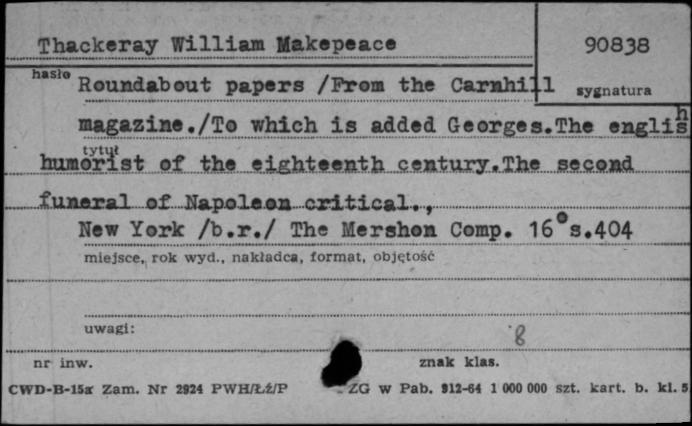 Thackeray William Makepeace
90838
hasło
Roundabout papers /From the Carnhill
sygnatura
magazine./To which is added Georges.The english
tytuł
humorist of the eighteenth century.The second
funeral of Napoleon critical.,
New York /b.r./ The Mershon Comp. 16° s.404
miejsce, rok wyd., nakładca, format, objętość
uwagi:
8
nr inw.
znak klas.
CWD-B-15a Zam. Nr 2924 PWH/Łź/P ZG w Pab. 912-64 1 000 000 szt. kart. b. kl. 5